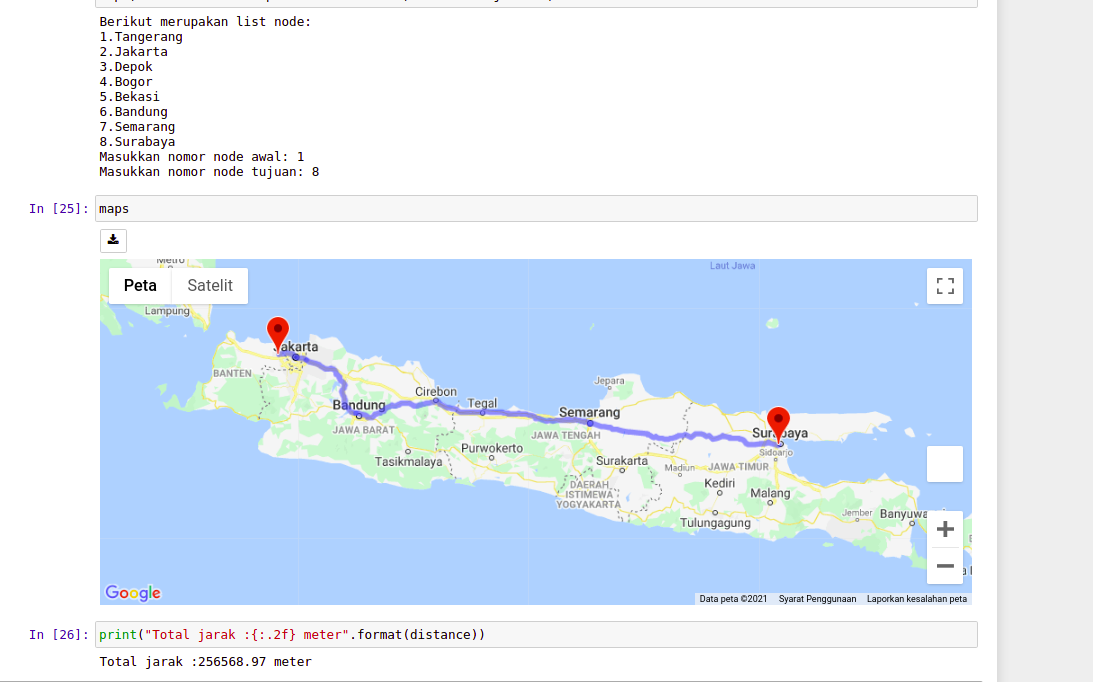 Berikut merupakan list node:
1.Tangerang
2.Jakarta
3.Depok
4.Bogor
5.Bekasi
6.Bandung
7.Semarang
8.Surabaya
Masukkan nomor node awal: 1
Masukkan nomor node tujuan: 8
In [25]: maps
Metro
Laut Jawa
Peta Satelit
Lampung
Jakarta
BANTEN
Jepara
Cirebon
Tegal
Bandung
Semarang
Surabaya
JAWA BARAT
JAWA TENGAH
Purwokerto
Sidoarjo
Tasikmalaya
Surakarta
Madiun
JAWA TIMUR
DAERAH
ISTIMEWA
YOGYAKARTA
Kediri
Malang
Jember
Banyuwa
Tulungagung
Google
Data peta ©2021 Syarat Penggunaan Laporkan kesalahan peta
In [26]: print("Total jarak :{:.2f} meter".format(distance))
Total jarak :256568.97 meter